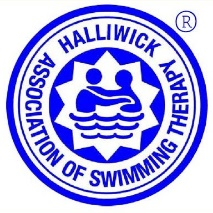 HALLIWICK
ASSOCIATION OF SWIMMING THERAPY
®